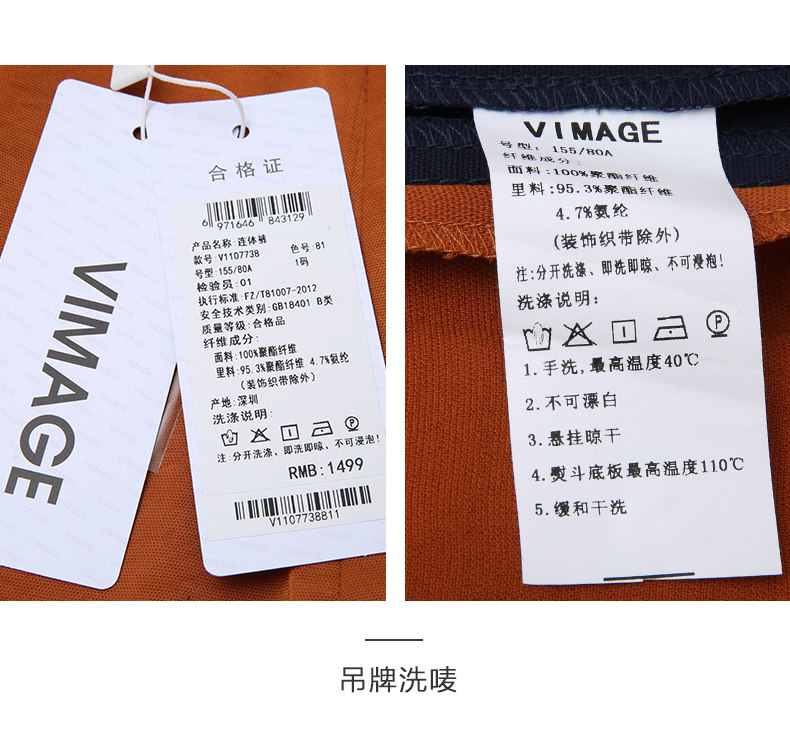 VIMAGE
合格证
6 971646 843129
产品名称: 连体裤
款号: V1107738 色号: 81
号型: 155/80A 1码
检验员: 01
执行标准: FZ/T81007-2012
安全技术类别: GB18401 B类
质量等级: 合格品
纤维成分:
面料: 100%聚酯纤维
里料: 95.3%聚酯纤维 4.7%氨纶
(装饰织带除外)
产地: 深圳
洗涤说明:
注: 分开洗涤、即洗即晾、不可浸泡!
RMB: 1499
V1107738811
VIMAGE
号型: 155/80A
纤维成分:
面料: 100%聚酯纤维
里料: 95.3%聚酯纤维
4.7%氨纶
(装饰织带除外)
注: 分开洗涤、即洗即晾、不可浸泡!
洗涤说明:
P
1.手洗,最高温度40℃
2.不可漂白
3.悬挂晾干
4.熨斗底板最高温度110℃
5.缓和干洗
吊牌洗唛